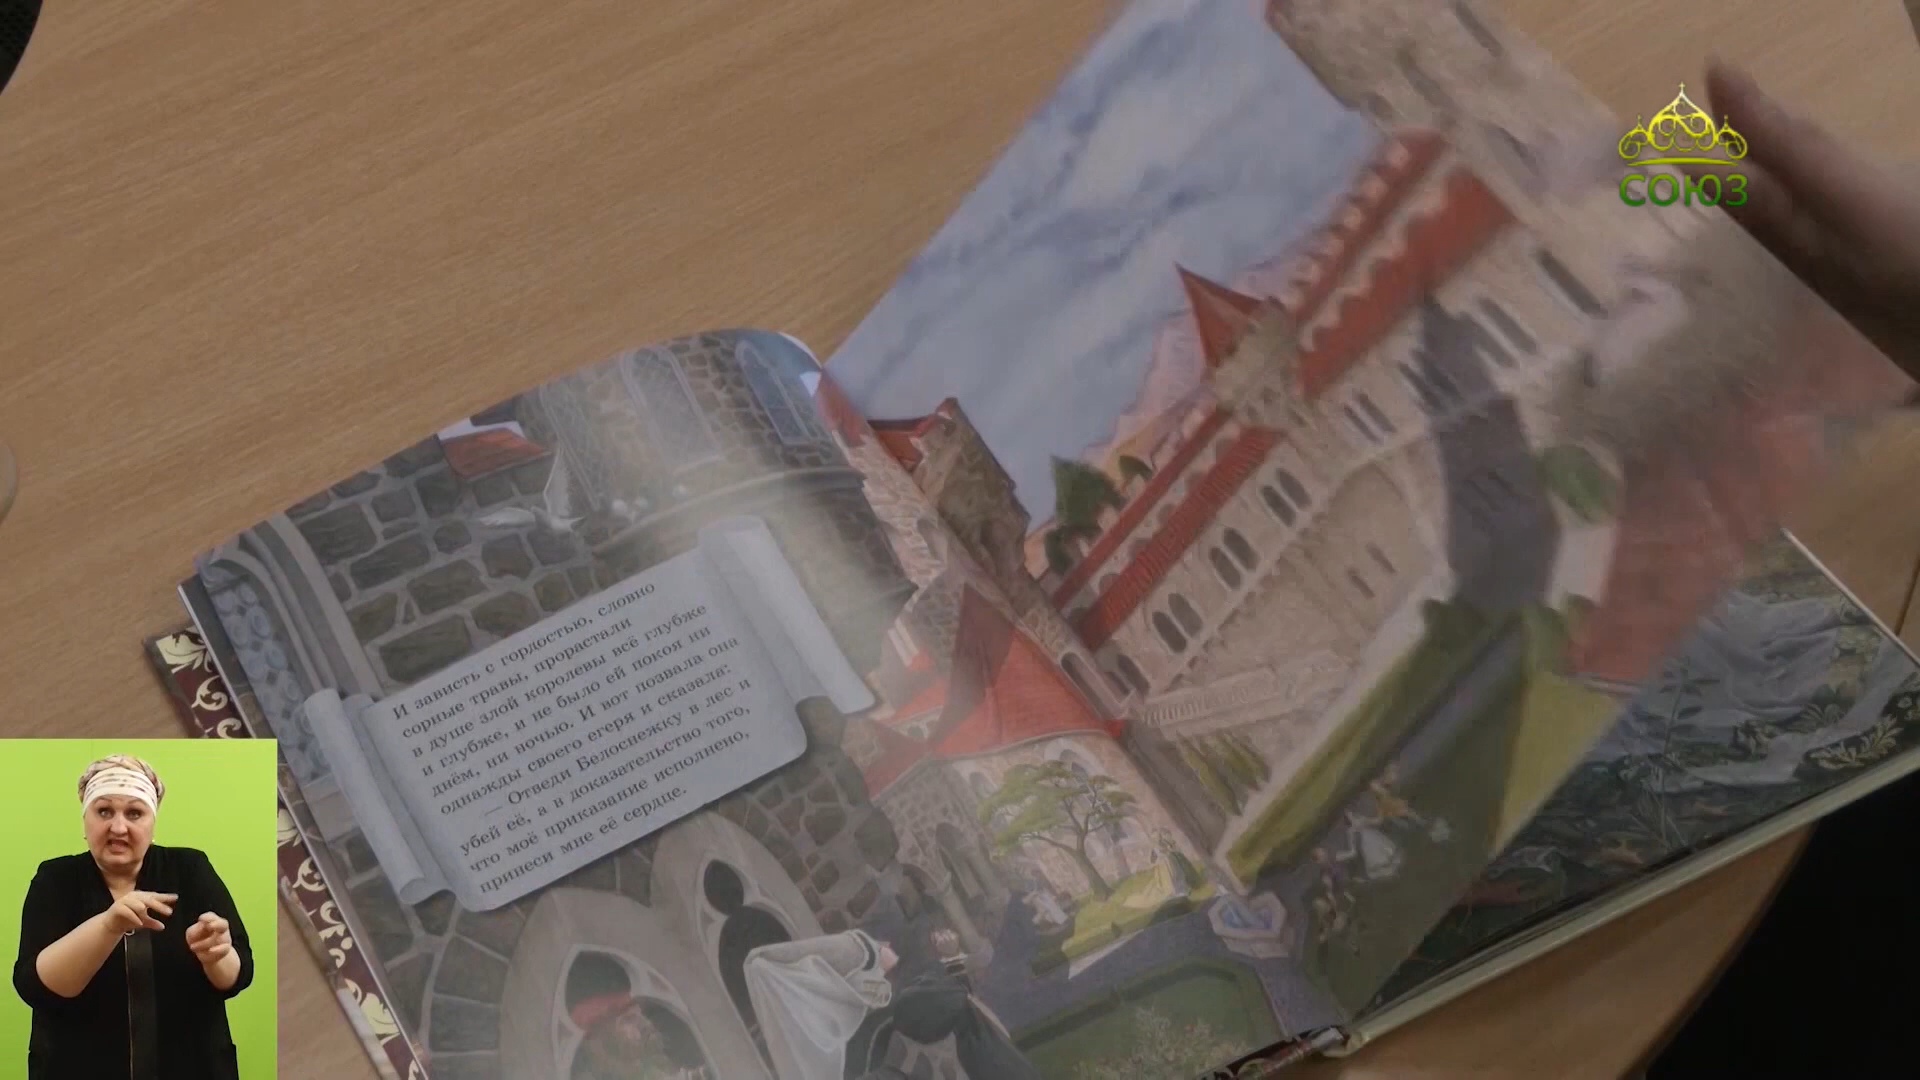 СОЮЗ
И зависть с гордостью, словно
сорные травы, прорастали
в душе злой королевы всё глубже
и глубже, и не было ей покоя ни
днём, ни ночью. И вот позвала она
однажды своего егеря и сказала:
— Отведи Белоснежку в лес и
убей её, а в доказательство того,
что моё приказание исполнено,
принеси мне её сердце.